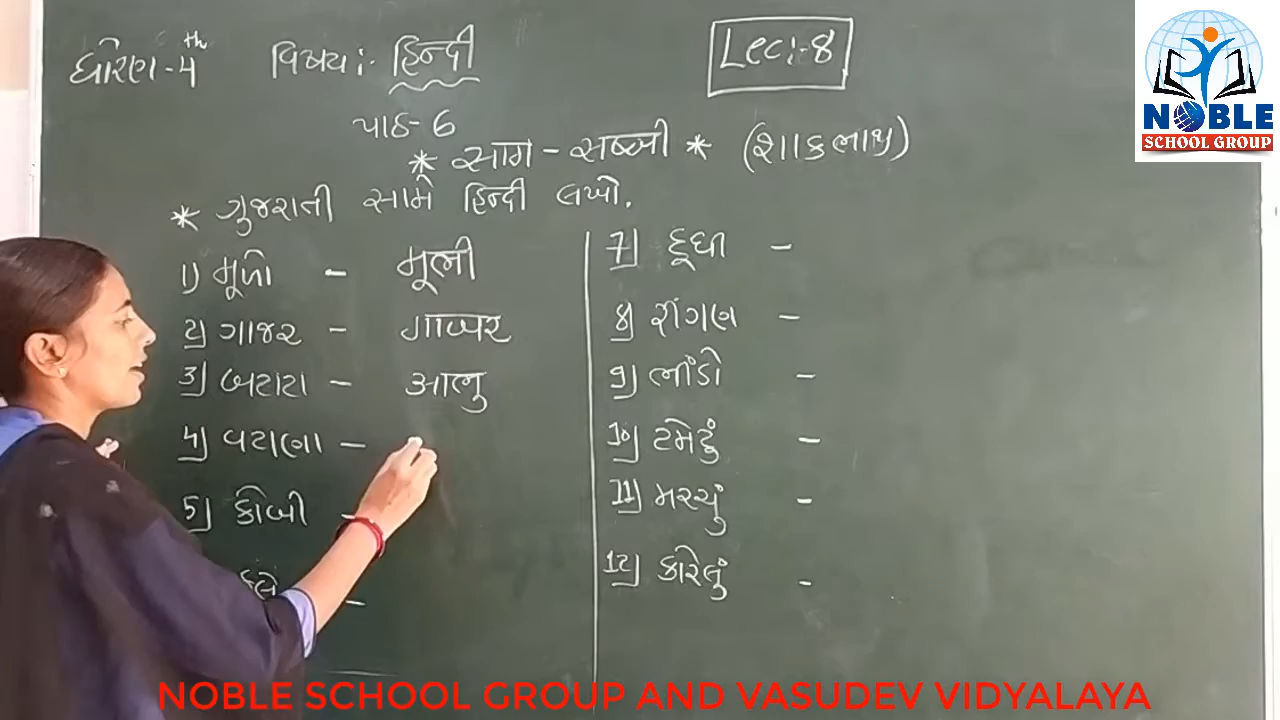 ધોરણ - 4th વિષય :- हिन्दी Lec:-8
પાઠ - 6
* साग - सब्जी * (શાકભાજી)
* ગુજરાતી સામે હિન્દી લખો.
1) મૂળો - मूली
2) ગાજર - गाजर
3) બટાટા - आलु
4) વટાણા -
5) કોબી -
-
7) દૂધી -
8) રીંગણ -
9) ભીંડો -
10) ટમેટું -
11) મરચું -
12) કારેલું -
NOBLE
SCHOOL GROUP
NOBLE SCHOOL GROUP AND VASUDEV VIDYALAYA